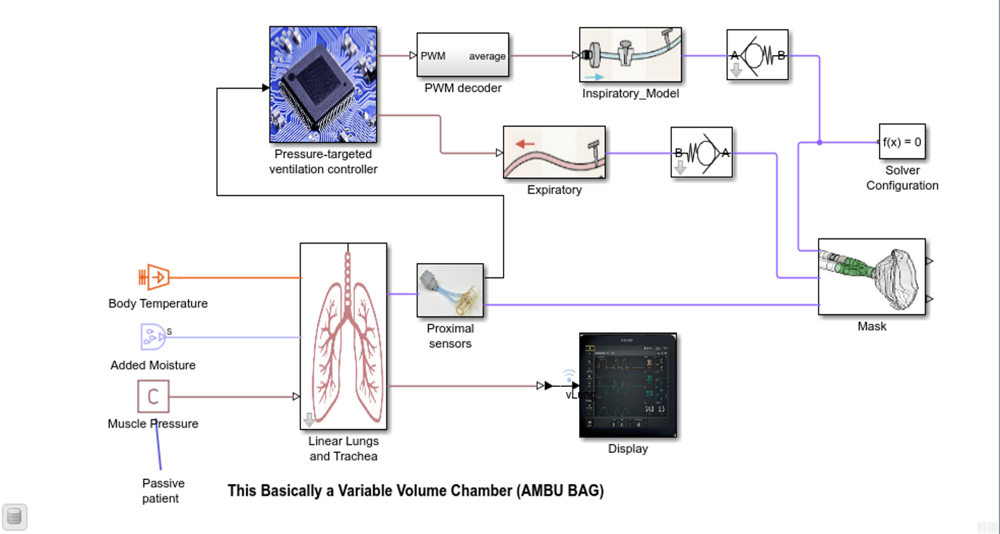 PWM
average
PWM decoder
Inspiratory_Model
A
B
Pressure-targeted
ventilation controller
B
A
Expiratory
f(x) = 0
Solver
Configuration
Body Temperature
S
Added Moisture
C
Muscle Pressure
Proximal
sensors
Mask
vLung
Display
Linear Lungs
and Trachea
Passive
patient
This Basically a Variable Volume Chamber (AMBU BAG)